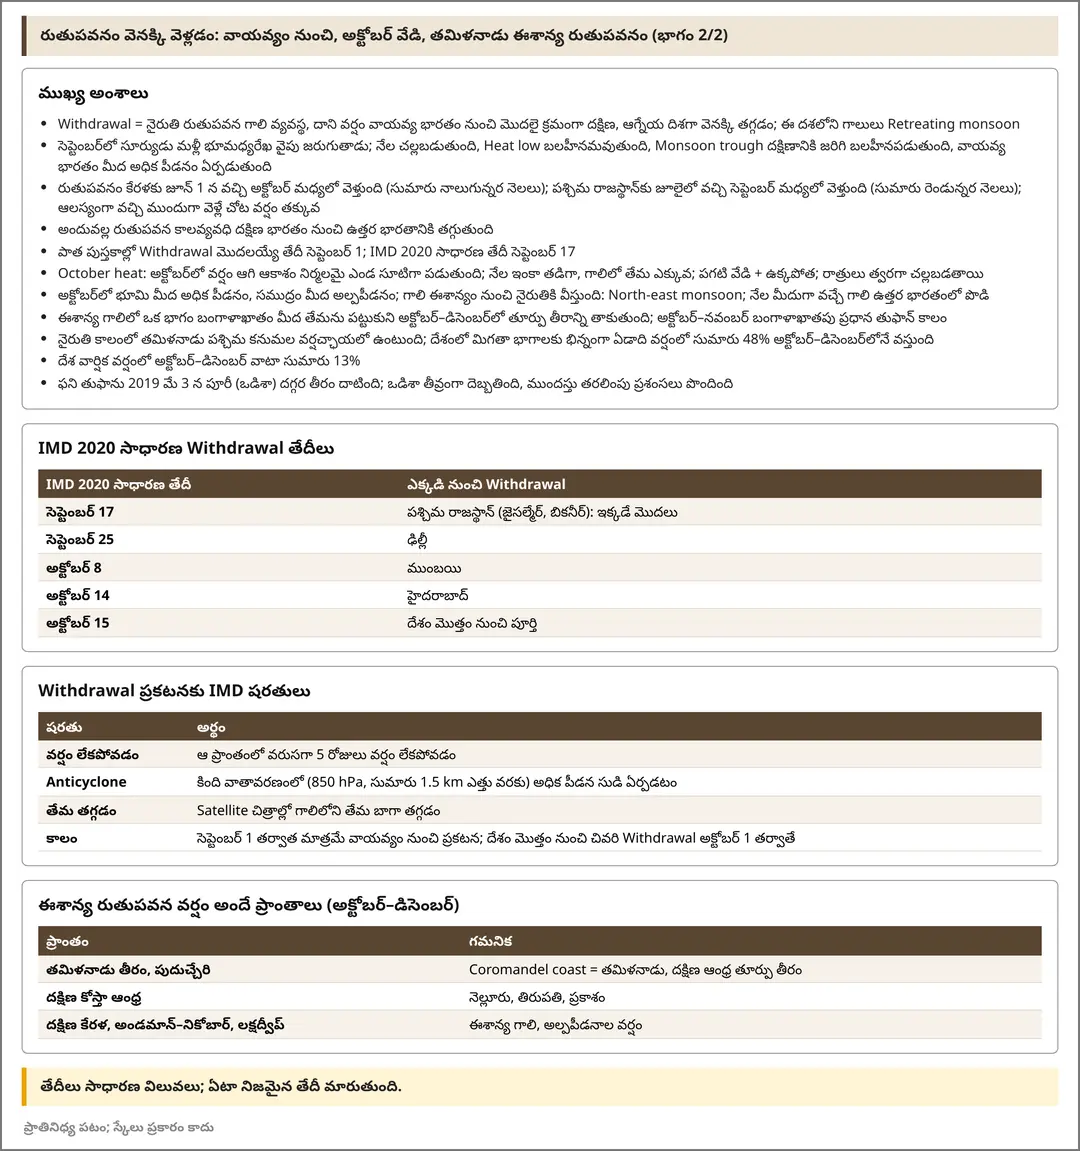 రుతుపవనం వెనక్కి వెళ్లడం: వాయవ్యం నుంచి, అక్టోబర్ వేడి, తమిళనాడు ఈశాన్య రుతుపవనం (భాగం 2/2)
ముఖ్య అంశాలు
• Withdrawal = నైరుతి రుతుపవన గాలి వ్యవస్థ, దాని వర్షం వాయవ్య భారతం నుంచి మొదలై క్రమంగా దక్షిణ, ఆగ్నేయ దిశగా వెనక్కి తగ్గడం; ఈ దశలోని గాలులు Retreating monsoon
• సెప్టెంబర్‌లో సూర్యుడు మళ్లీ భూమధ్యరేఖ వైపు జరుగుతాడు; నేల చల్లబడుతుంది, Heat low బలహీనమవుతుంది, Monsoon trough దక్షిణానికి జరిగి బలహీనపడుతుంది, వాయవ్య
భారతం మీద అధిక పీడనం ఏర్పడుతుంది
• రుతుపవనం కేరళకు జూన్ 1 న వచ్చి అక్టోబర్ మధ్యలో వెళ్తుంది (సుమారు నాలుగున్నర నెలలు); పశ్చిమ రాజస్థాన్‌కు జూలైలో వచ్చి సెప్టెంబర్ మధ్యలో వెళ్తుంది (సుమారు రెండున్నర నెలలు);
ఆలస్యంగా వచ్చి ముందుగా వెళ్లే చోట వర్షం తక్కువ
• అందువల్ల రుతుపవన కాలవ్యవధి దక్షిణ భారతం నుంచి ఉత్తర భారతానికి తగ్గుతుంది
• పాత పుస్తకాల్లో Withdrawal మొదలయ్యే తేదీ సెప్టెంబర్ 1; IMD 2020 సాధారణ తేదీ సెప్టెంబర్ 17
• October heat: అక్టోబర్‌లో వర్షం ఆగి ఆకాశం నిర్మలమై ఎండ సూటిగా పడుతుంది; నేల ఇంకా తడిగా, గాలిలో తేమ ఎక్కువ; పగటి వేడి + ఉక్కపోత; రాత్రులు త్వరగా చల్లబడతాయి
• అక్టోబర్‌లో భూమి మీద అధిక పీడనం, సముద్రం మీద అల్పపీడనం; గాలి ఈశాన్యం నుంచి నైరుతికి వీస్తుంది: North-east monsoon; నేల మీదుగా వచ్చే గాలి ఉత్తర భారతంలో పొడి
• ఈశాన్య గాలిలో ఒక భాగం బంగాళాఖాతం మీద తేమను పట్టుకుని అక్టోబర్–డిసెంబర్‌లో తూర్పు తీరాన్ని తాకుతుంది; అక్టోబర్–నవంబర్ బంగాళాఖాతపు ప్రధాన తుఫాన్ కాలం
• నైరుతి కాలంలో తమిళనాడు పశ్చిమ కనుమల వర్షచ్ఛాయలో ఉంటుంది; దేశంలో మిగతా భాగాలకు భిన్నంగా ఏడాది వర్షంలో సుమారు 48% అక్టోబర్–డిసెంబర్‌లోనే వస్తుంది
• దేశ వార్షిక వర్షంలో అక్టోబర్–డిసెంబర్ వాటా సుమారు 13%
• ఫని తుఫాను 2019 మే 3 న పూరీ (ఒడిశా) దగ్గర తీరం దాటింది; ఒడిశా తీవ్రంగా దెబ్బతింది, ముందస్తు తరలింపు ప్రశంసలు పొందింది
IMD 2020 సాధారణ Withdrawal తేదీలు
IMD 2020 సాధారణ తేదీ ఎక్కడి నుంచి Withdrawal
సెప్టెంబర్ 17 పశ్చిమ రాజస్థాన్ (జైసల్మేర్, బికనీర్): ఇక్కడే మొదలు
సెప్టెంబర్ 25 ఢిల్లీ
అక్టోబర్ 8 ముంబయి
అక్టోబర్ 14 హైదరాబాద్
అక్టోబర్ 15 దేశం మొత్తం నుంచి పూర్తి
Withdrawal ప్రకటనకు IMD షరతులు
షరతు అర్థం
వర్షం లేకపోవడం ఆ ప్రాంతంలో వరుసగా 5 రోజులు వర్షం లేకపోవడం
Anticyclone కింది వాతావరణంలో (850 hPa, సుమారు 1.5 km ఎత్తు వరకు) అధిక పీడన సుడి ఏర్పడటం
తేమ తగ్గడం Satellite చిత్రాల్లో గాలిలోని తేమ బాగా తగ్గడం
కాలం సెప్టెంబర్ 1 తర్వాత మాత్రమే వాయవ్యం నుంచి ప్రకటన; దేశం మొత్తం నుంచి చివరి Withdrawal అక్టోబర్ 1 తర్వాతే
ఈశాన్య రుతుపవన వర్షం అందే ప్రాంతాలు (అక్టోబర్–డిసెంబర్)
ప్రాంతం గమనిక
తమిళనాడు తీరం, పుదుచ్చేరి Coromandel coast = తమిళనాడు, దక్షిణ ఆంధ్ర తూర్పు తీరం
దక్షిణ కోస్తా ఆంధ్ర నెల్లూరు, తిరుపతి, ప్రకాశం
దక్షిణ కేరళ, అండమాన్–నికోబార్, లక్షద్వీప్ ఈశాన్య గాలి, అల్పపీడనాల వర్షం
తేదీలు సాధారణ విలువలు; ఏటా నిజమైన తేదీ మారుతుంది.
ప్రాతినిధ్య పటం; స్కేలు ప్రకారం కాదు